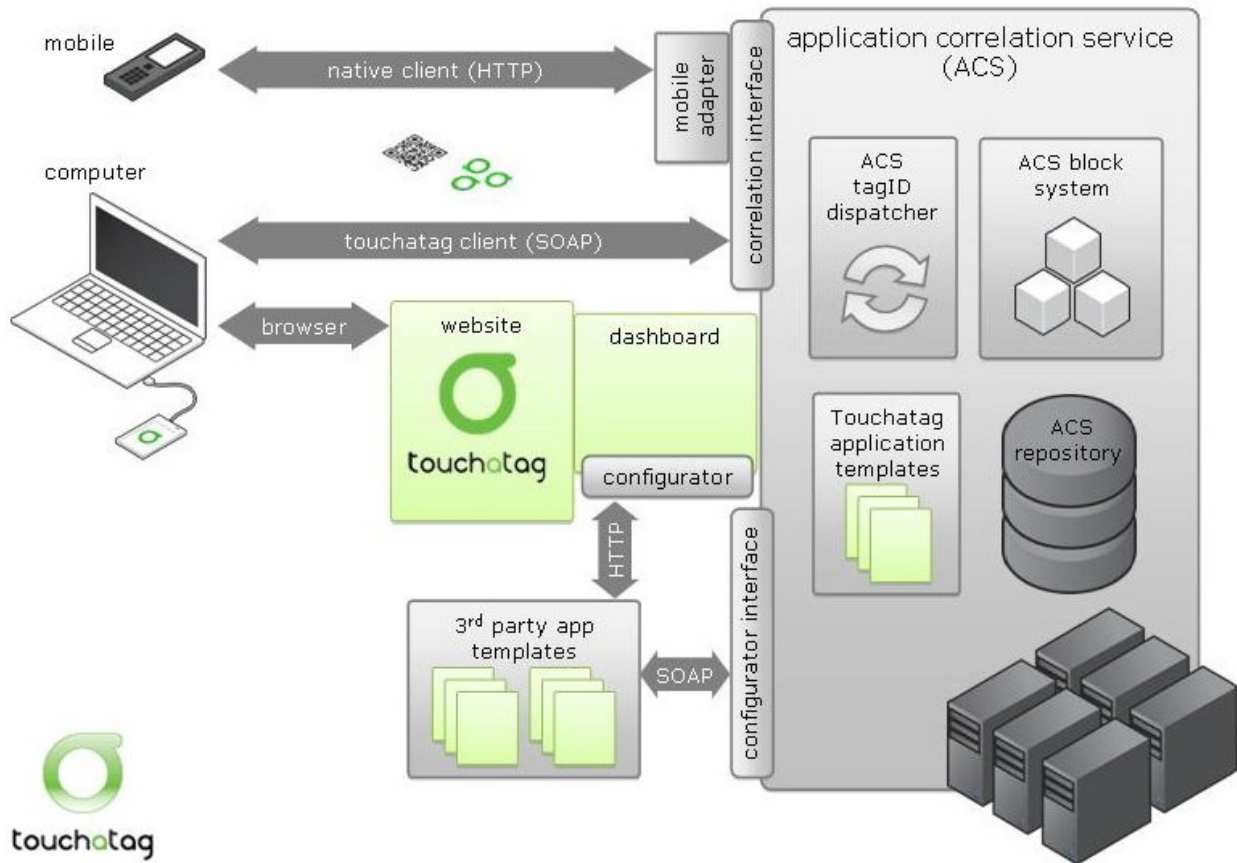 mobile
native client (HTTP)
mobile
adapter
correlation interface
application correlation service
(ACS)
computer
touchatag client (SOAP)
ACS
tagID
dispatcher
ACS block
system
browser
website
touchatag
dashboard
configurator
Touchatag
application
templates
ACS
repository
HTTP
3rd party app
templates
SOAP
configurator interface
touchatag